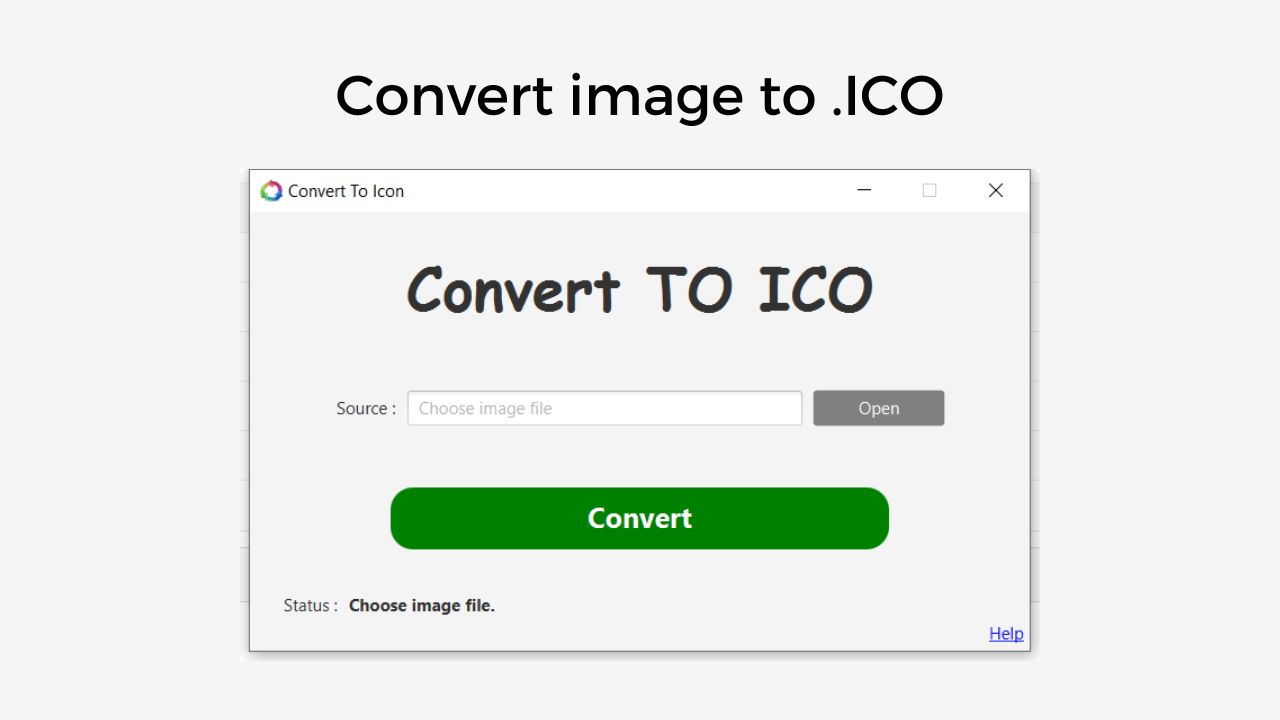 Convert image to .ICO
Convert To Icon
Convert TO ICO
Source : Choose image file Open
Convert
Status : Choose image file.
Help